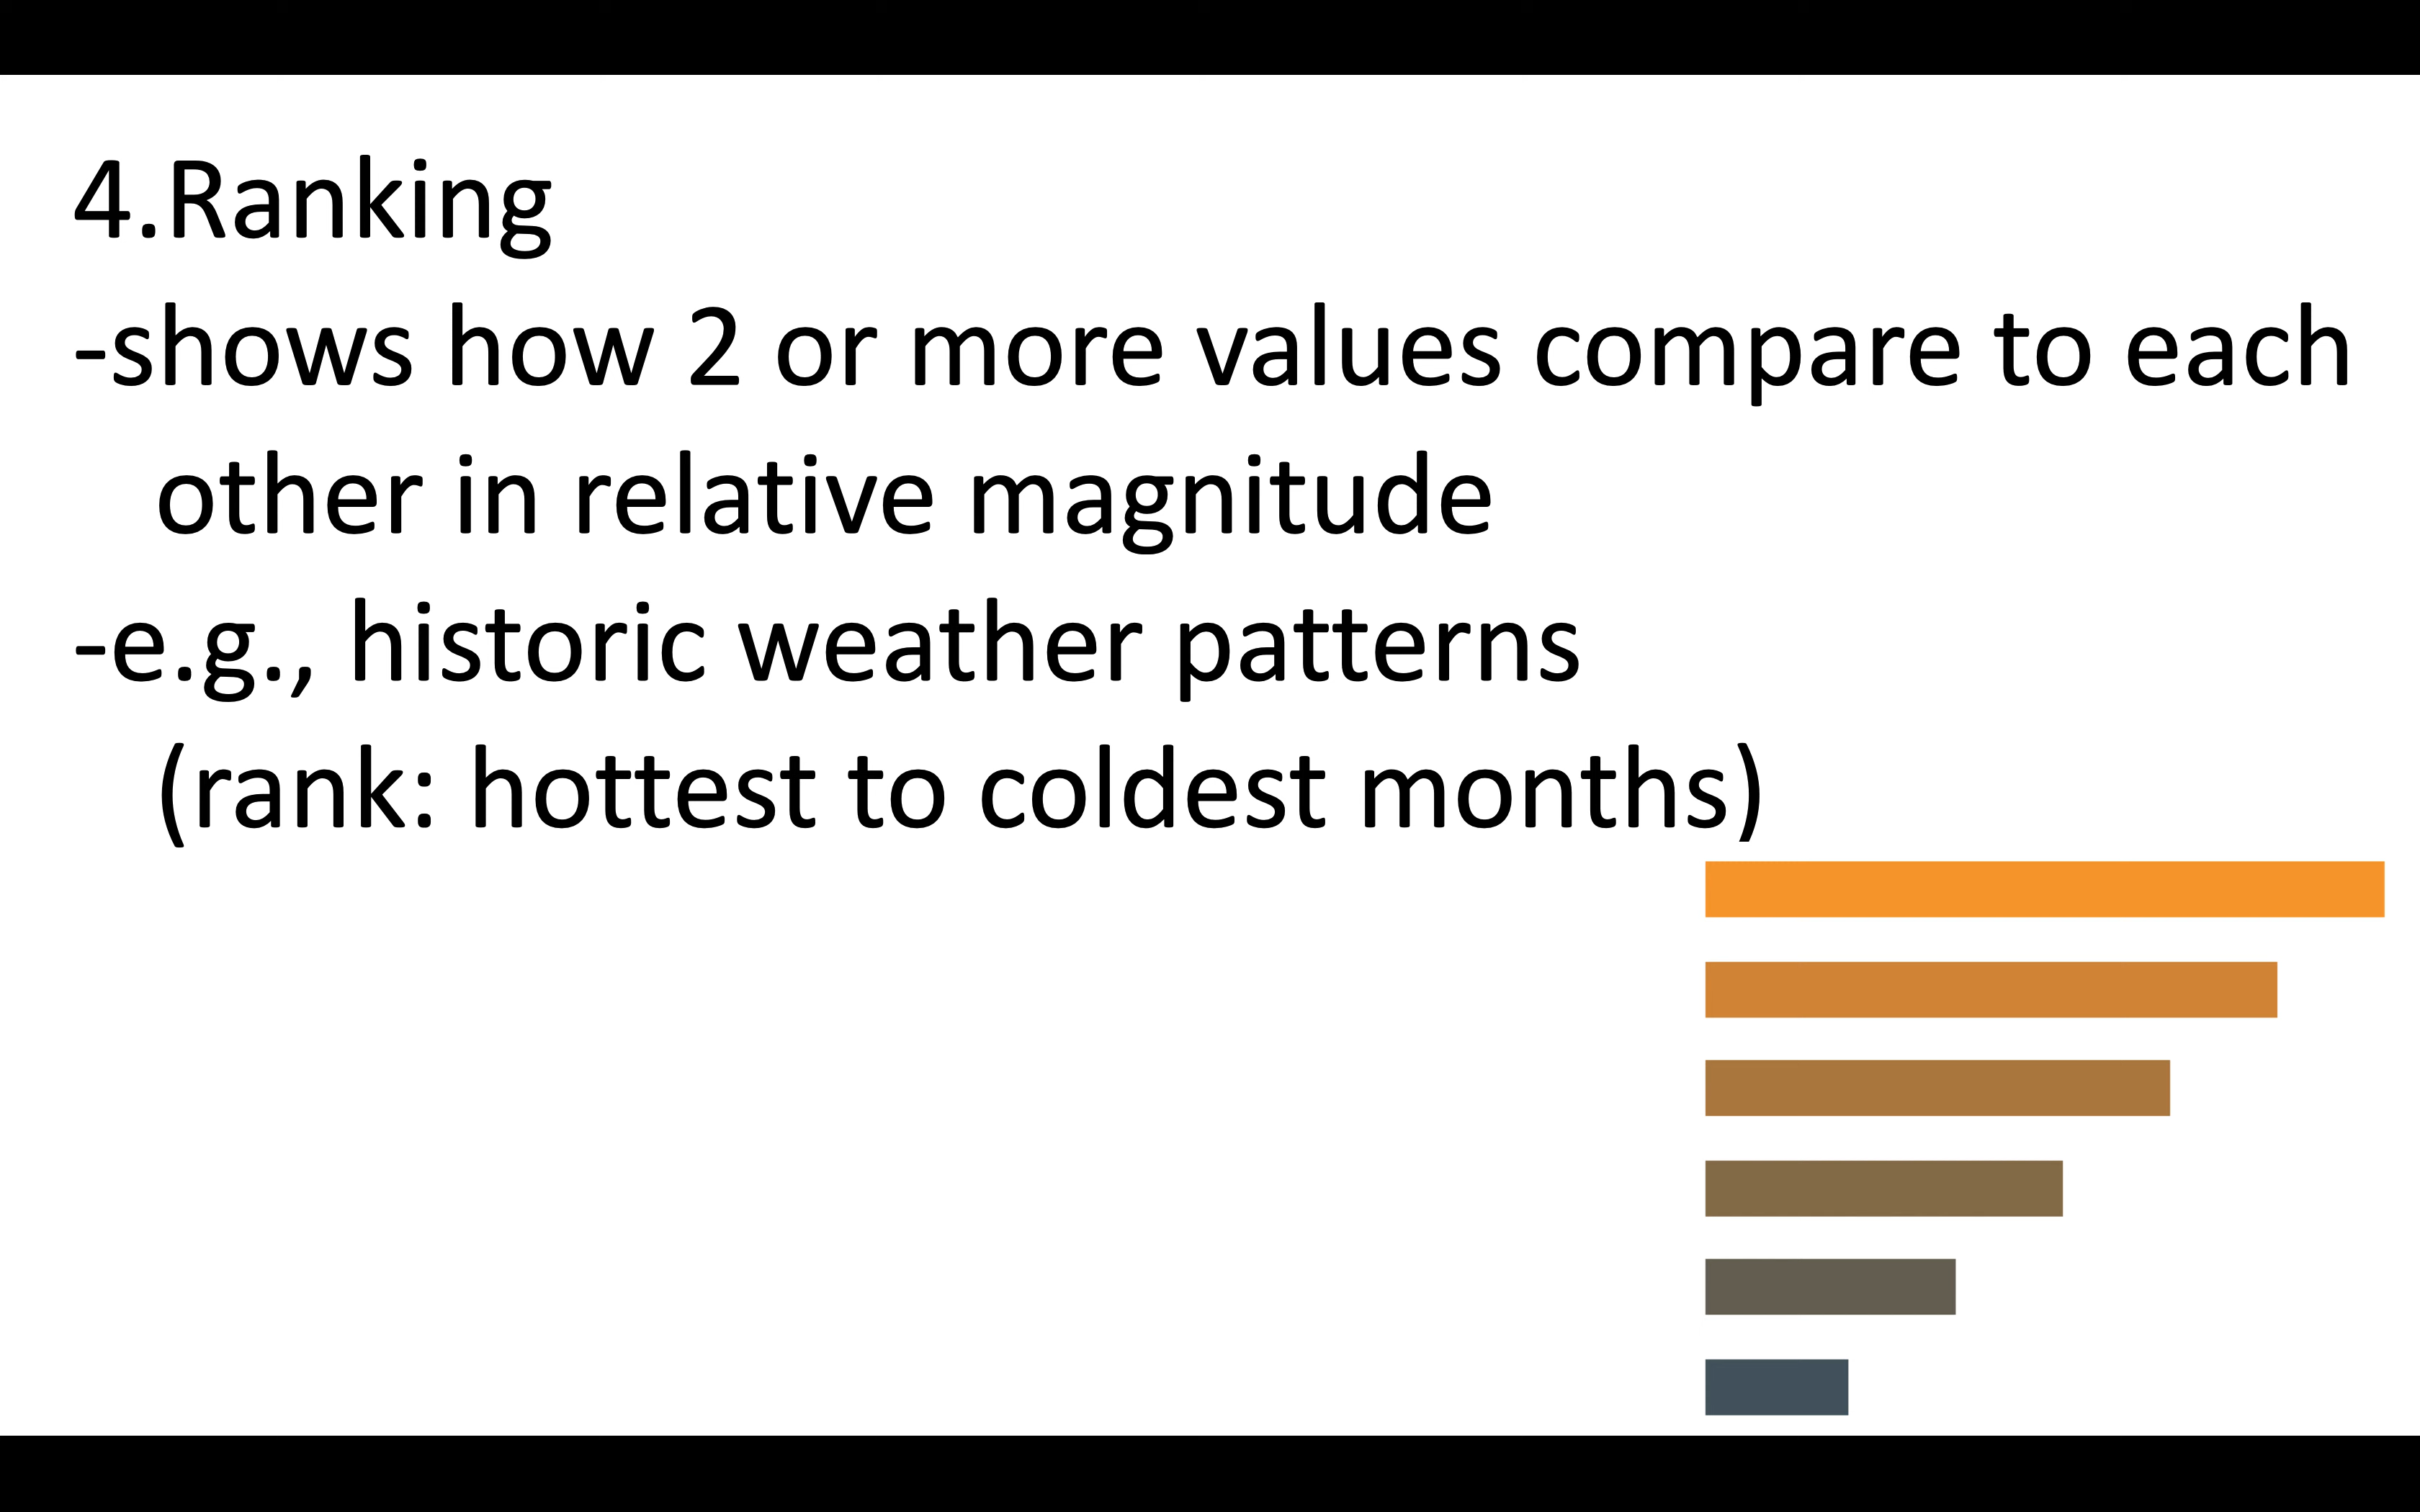 4.Ranking
-shows how 2 or more values compare to each
other in relative magnitude
-e.g., historic weather patterns
(rank: hottest to coldest months)